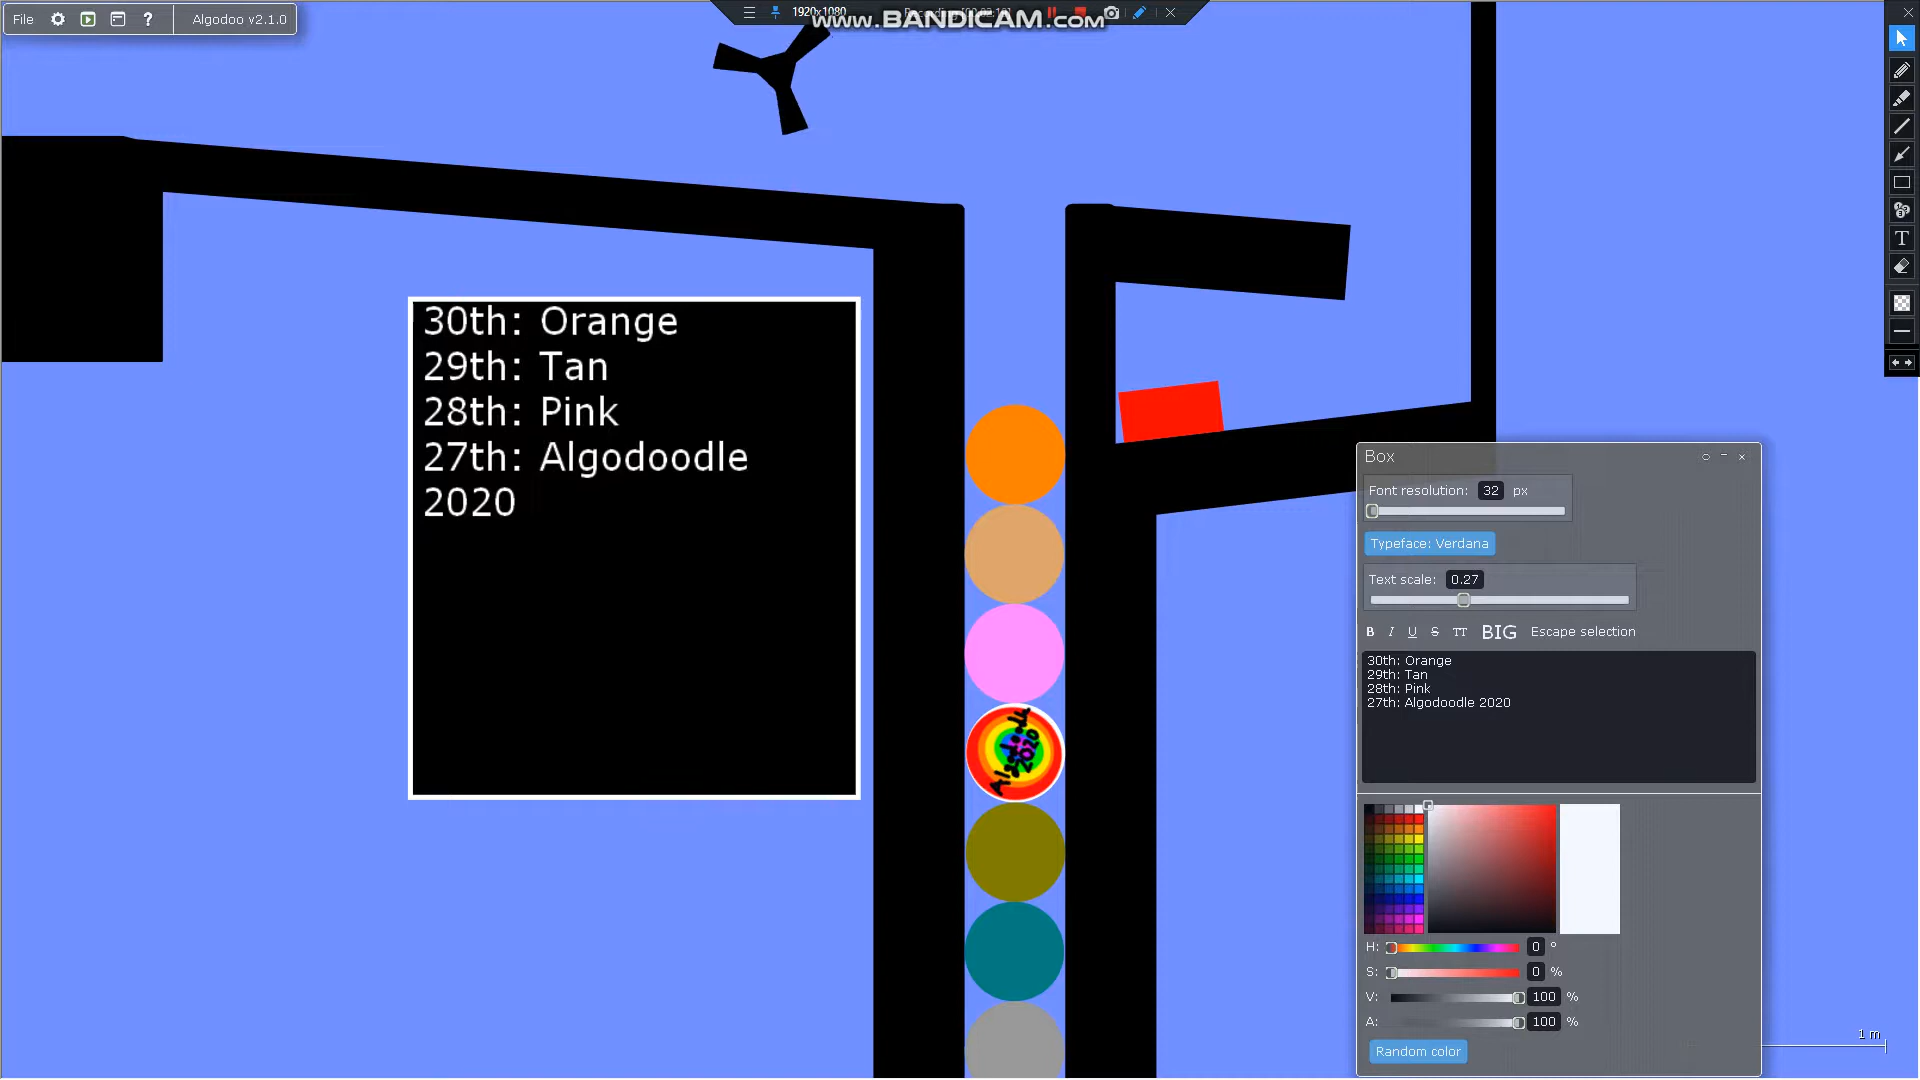 File
Algodoo v2.1.0
1920x1080
www.BANDICAM.com
30th: Orange
29th: Tan
28th: Pink
27th: Algodoodle
2020
2020
Box
Font resolution: 32 px
Typeface: Verdana
Text scale: 0.27
B I U S TT BIG Escape selection
30th: Orange
29th: Tan
28th: Pink
27th: Algodoodle 2020
H: 0 °
S: 0 %
V: 100 %
A: 100 %
Random color
1 m